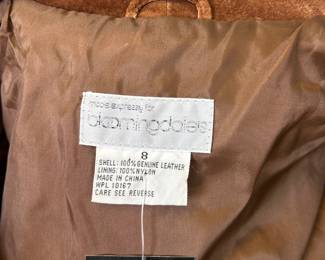 made expressly for
bloomingdale's
8
SHELL: 100% GENUINE LEATHER
LINING: 100% NYLON
MADE IN CHINA
WPL 10167
CARE SEE REVERSE